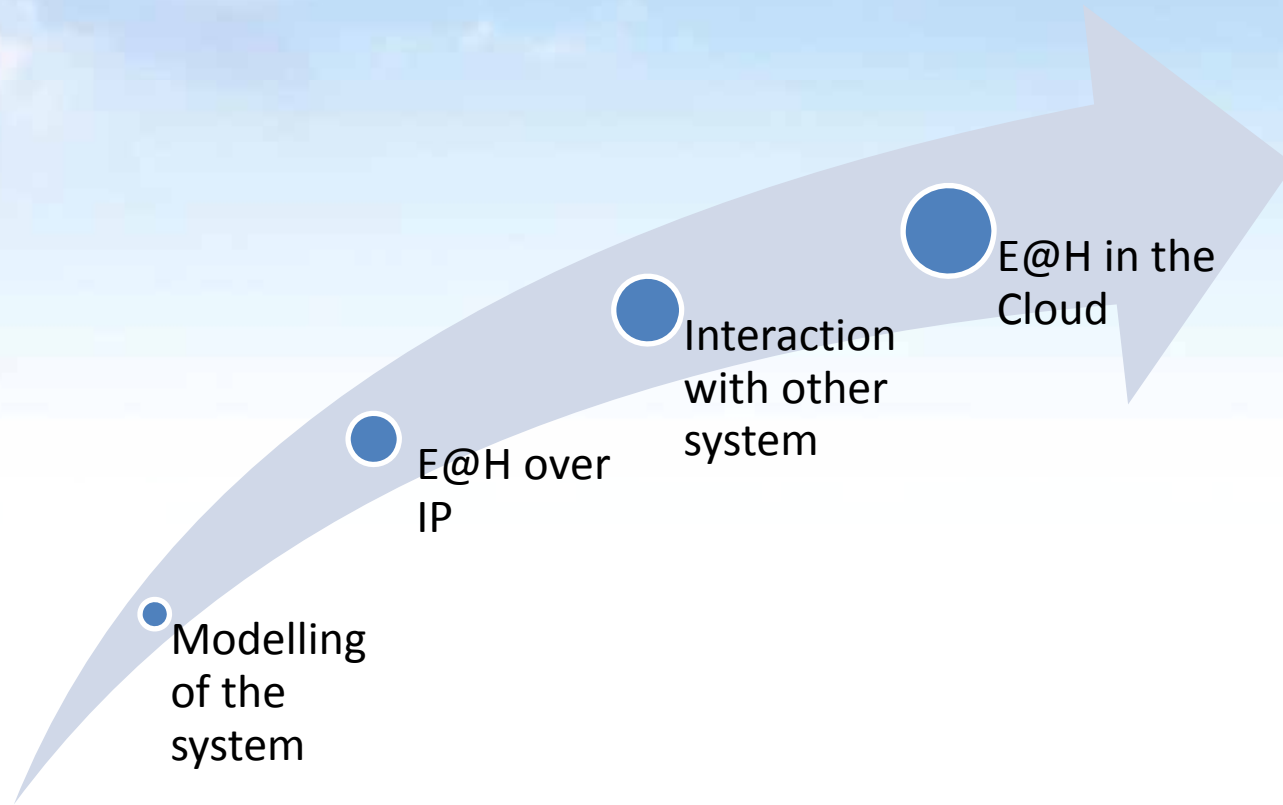 E@H in the
Cloud
Interaction
with other
system
E@H over
IP
Modelling
of the
system